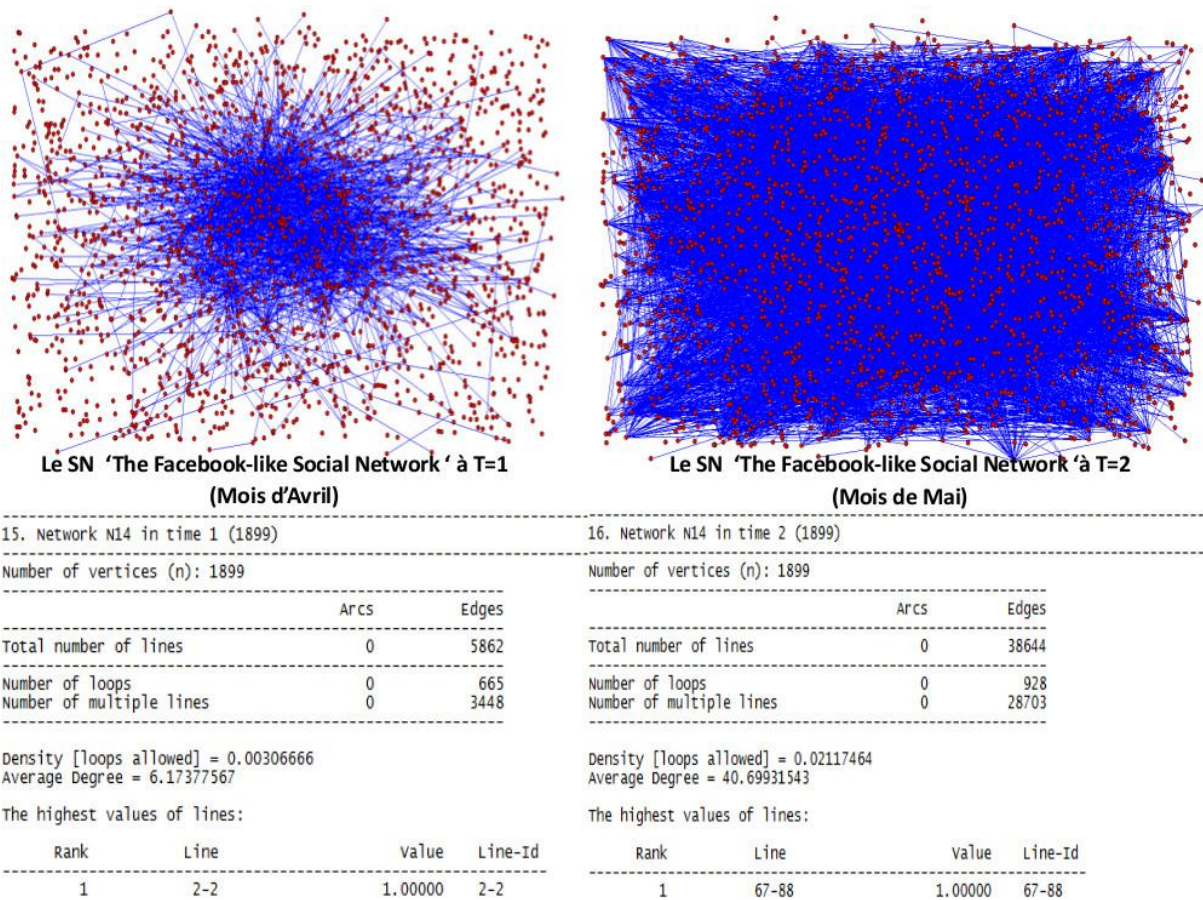 Le SN 'The Facebook-like Social Network ' à T=1
(Mois d'Avril)
15. Network N14 in time 1 (1899)
Number of vertices (n): 1899
Arcs Edges
Total number of lines 0 5862
Number of loops 0 665
Number of multiple lines 0 3448
Density [loops allowed] = 0.00306666
Average Degree = 6.17377567
The highest values of lines:
Rank Line Value Line-Id
1 2-2 1.00000 2-2
Le SN 'The Facebook-like Social Network 'à T=2
(Mois de Mai)
16. Network N14 in time 2 (1899)
Number of vertices (n): 1899
Arcs Edges
Total number of lines 0 38644
Number of loops 0 928
Number of multiple lines 0 28703
Density [loops allowed] = 0.02117464
Average Degree = 40.69931543
The highest values of lines:
Rank Line Value Line-Id
1 67-88 1.00000 67-88